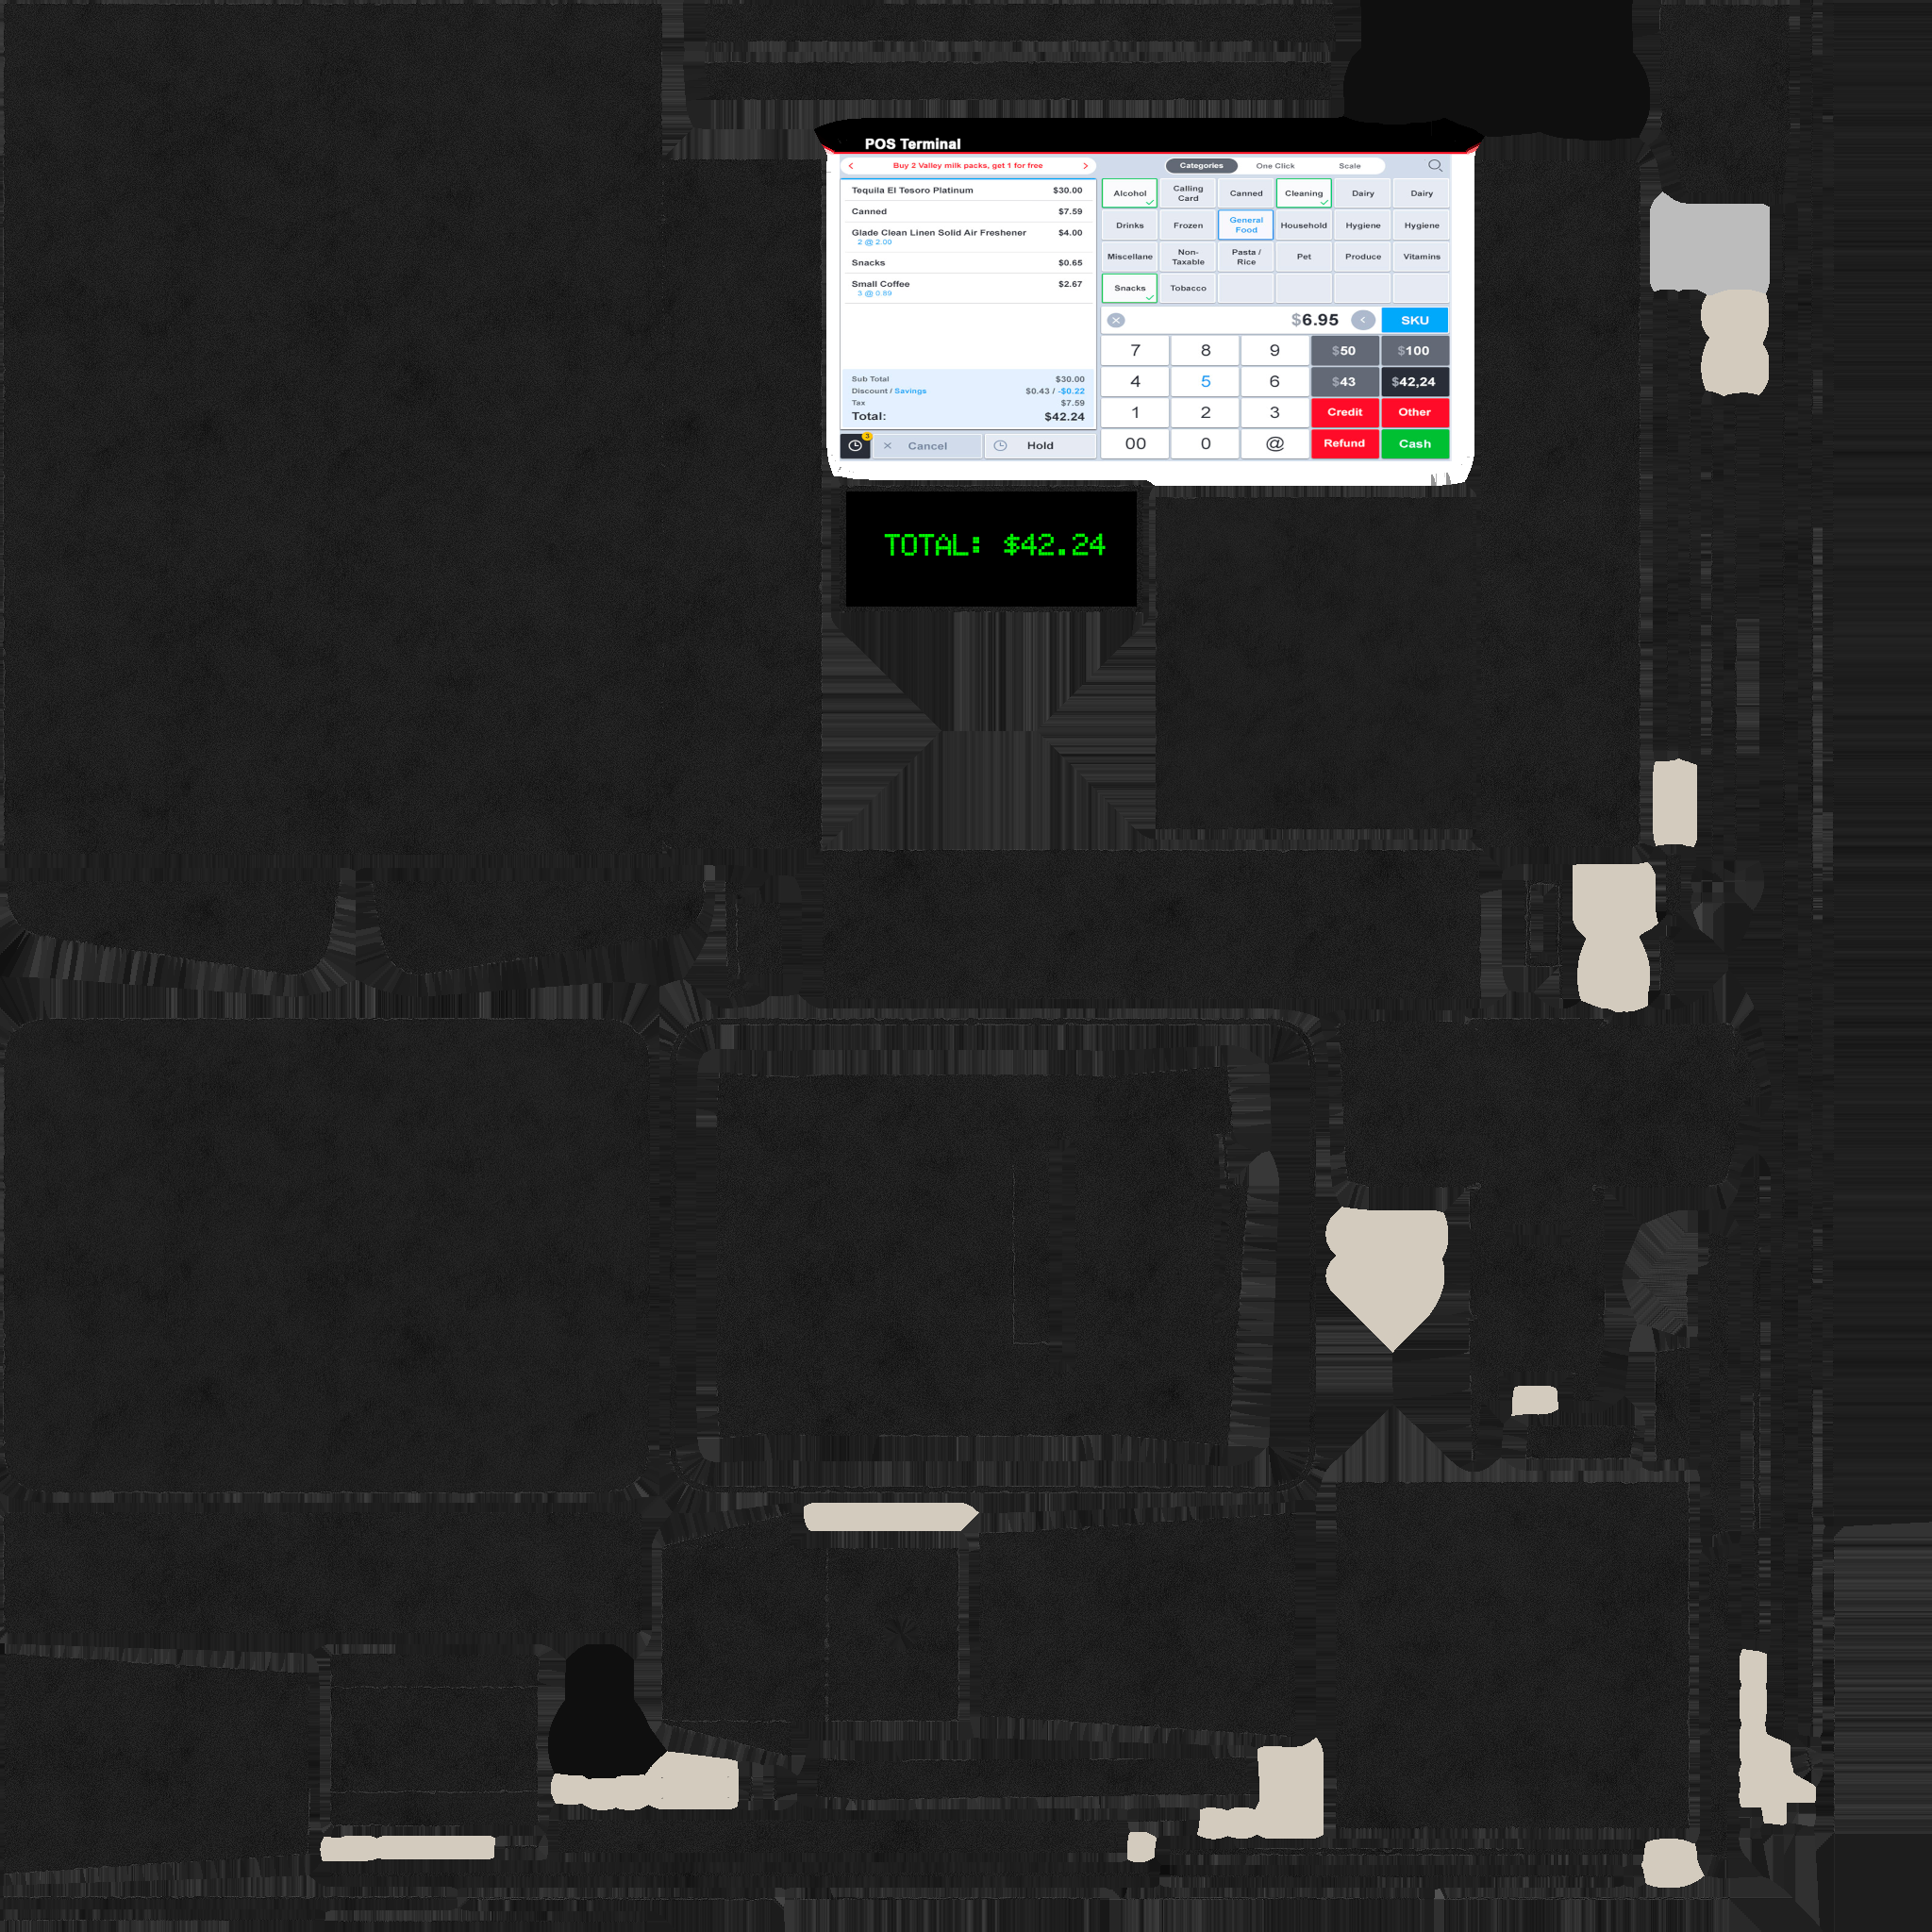 POS Terminal
Buy 2 Valley milk packs, get 1 for free
Categories One Click Scale
Tequila El Tesoro Platinum $30.00
Canned $7.59
Glade Clean Linen Solid Air Freshener $4.00
2 @ 2.00
Snacks $0.65
Small Coffee $2.67
3 @ 0.89
Sub Total $30.00
Discount / Savings $0.43 / -$0.22
Tax $7.59
Total: $42.24
3
× Cancel
Hold
Alcohol
Calling
Card
Canned
Cleaning
Dairy
Dairy
Drinks
Frozen
General
Food
Household
Hygiene
Hygiene
Miscellane
Non-
Taxable
Pasta /
Rice
Pet
Produce
Vitamins
Snacks
Tobacco
$6.95 SKU
7 8 9 $50 $100
4 5 6 $43 $42,24
1 2 3 Credit Other
00 0 @ Refund Cash
TOTAL: $42.24